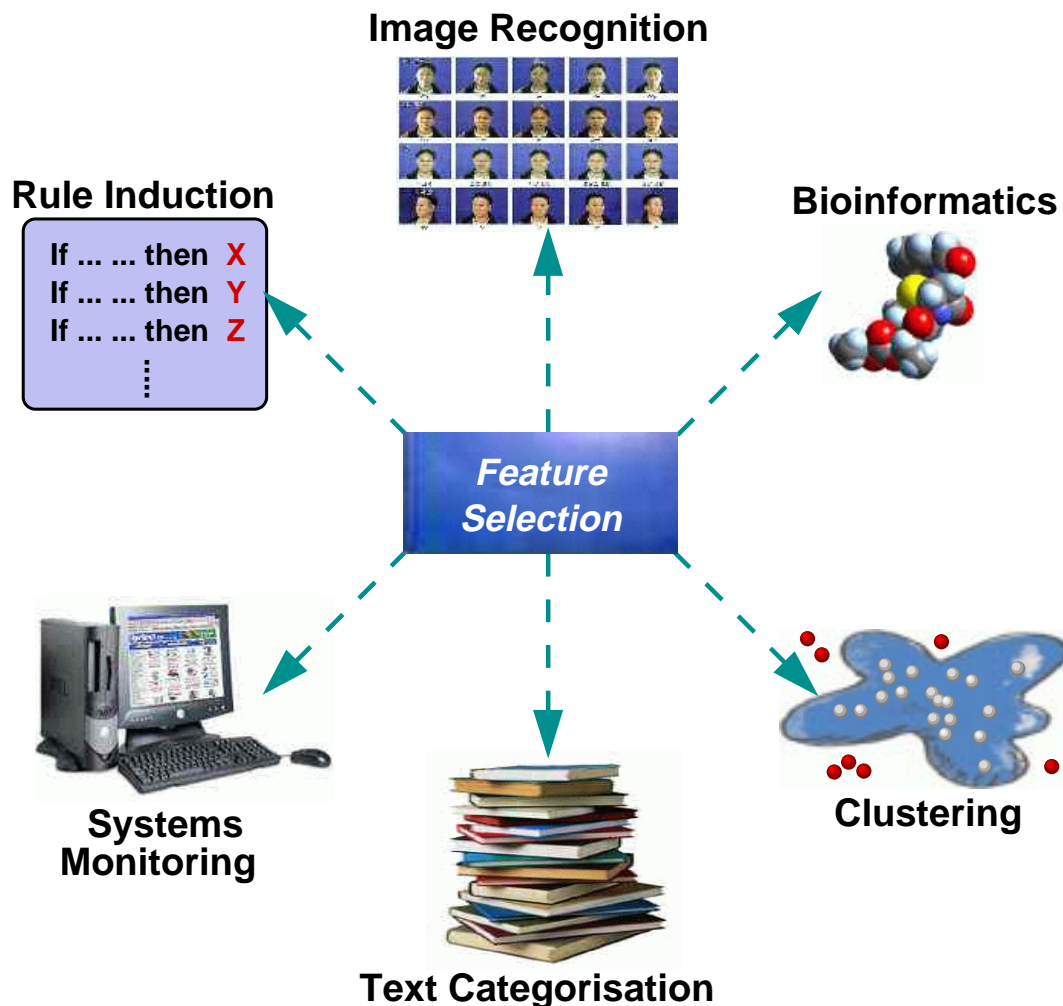 Image Recognition
Rule Induction
If ... ... then X
If ... ... then Y
If ... ... then Z
Bioinformatics
Feature
Selection
Systems
Monitoring
Clustering
Text Categorisation